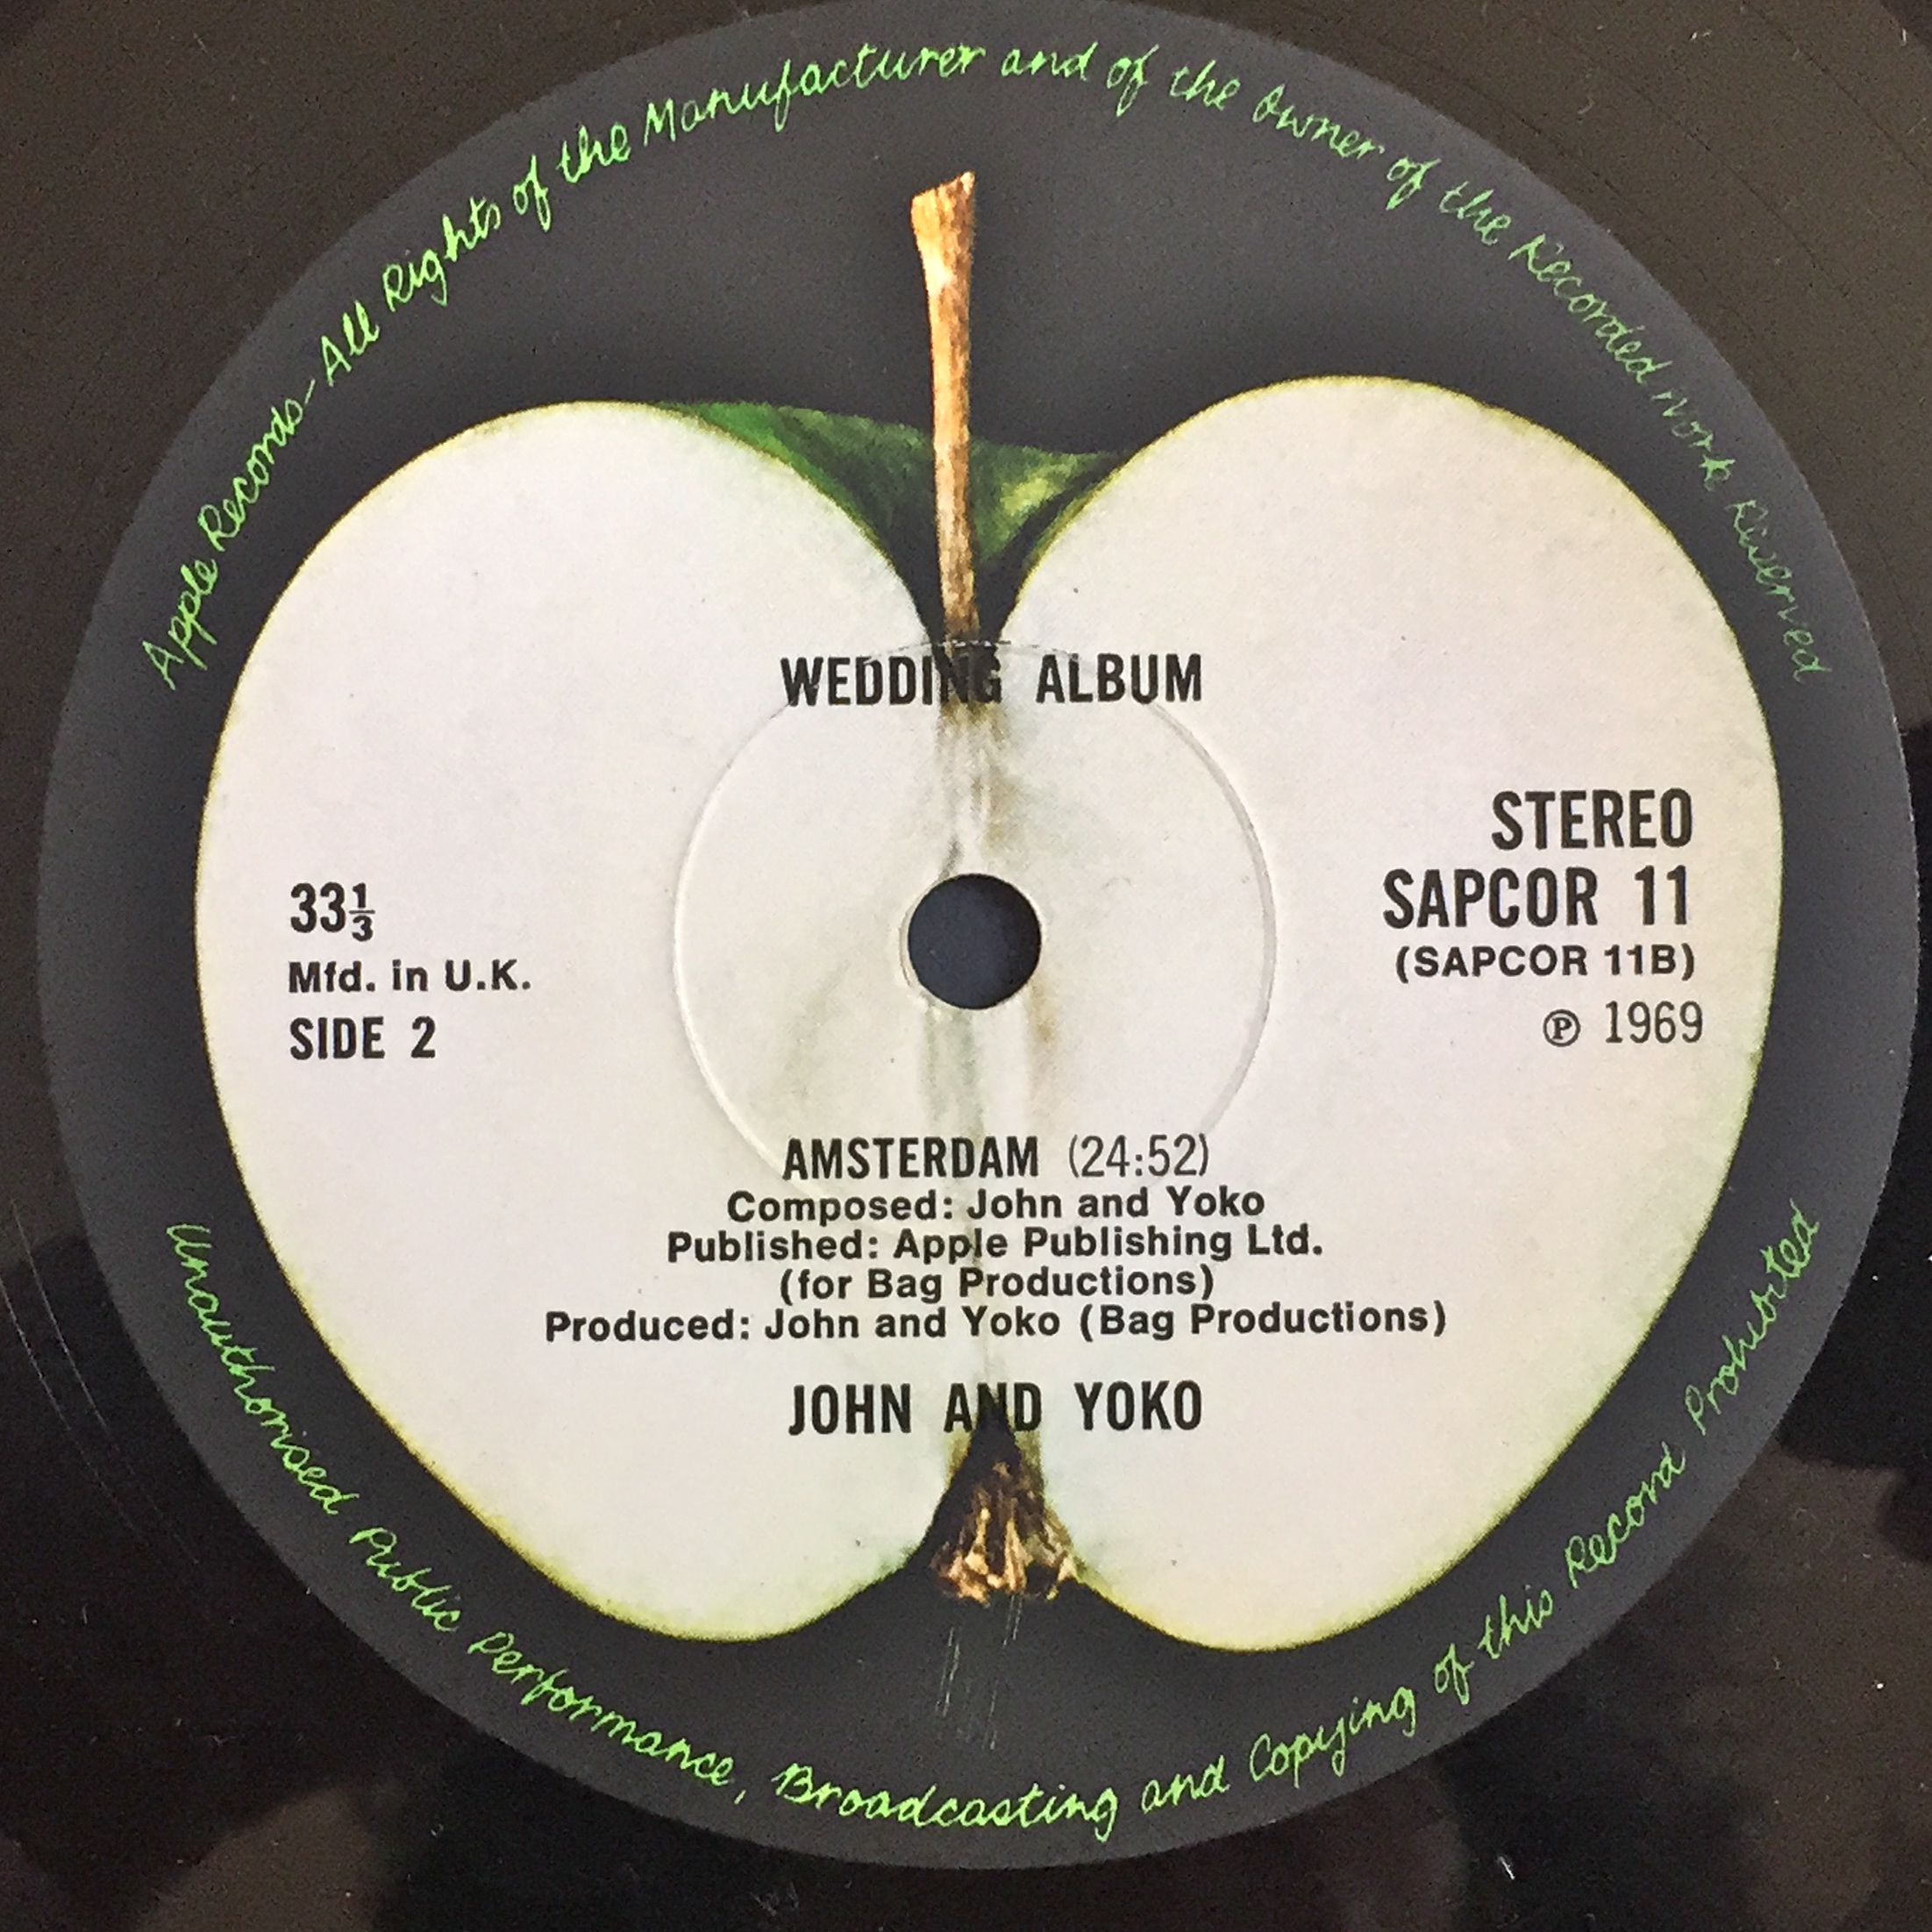 Apple Records - All Rights of the Manufacturer and of the Owner of the Recorded Work Reserved
WEDDING ALBUM
33⅓
Mfd. in U.K.
SIDE 2
STEREO
SAPCOR 11
(SAPCOR 11B)
℗ 1969
AMSTERDAM (24:52)
Composed: John and Yoko
Published: Apple Publishing Ltd.
(for Bag Productions)
Produced: John and Yoko (Bag Productions)
JOHN AND YOKO
Unauthorised Public Performance, Broadcasting and Copying of this Record Prohibited